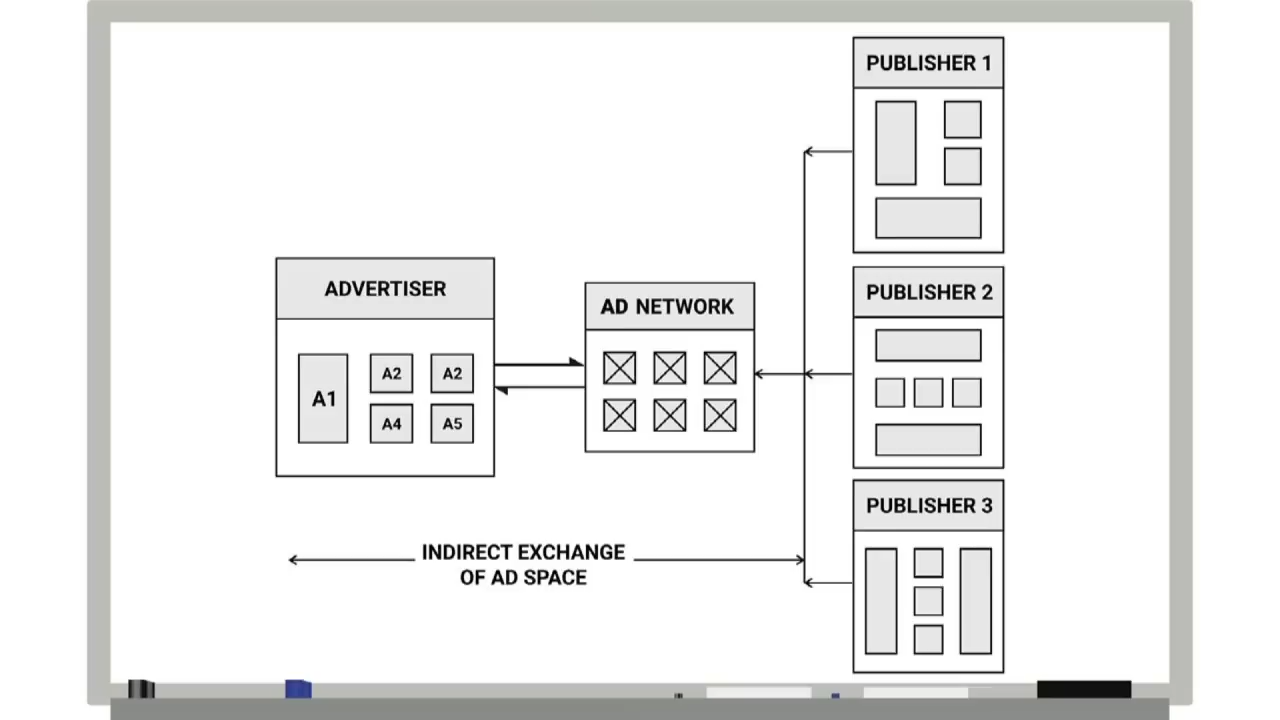 PUBLISHER 1
ADVERTISER
A1
A2
A2
A4
A5
AD NETWORK
PUBLISHER 2
PUBLISHER 3
INDIRECT EXCHANGE
OF AD SPACE